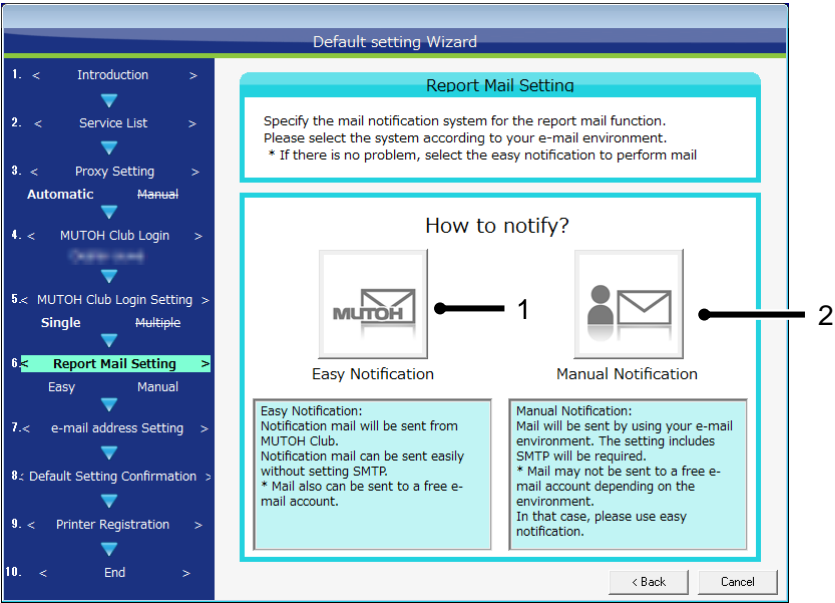 Default setting Wizard
1. < Introduction >
2. < Service List >
3. < Proxy Setting >
Automatic Manual
4. < MUTOH Club Login >
5.< MUTOH Club Login Setting >
Single Multiple
6.< Report Mail Setting >
Easy Manual
7.< e-mail address Setting >
8.< Default Setting Confirmation >
9. < Printer Registration >
10. < End >
Report Mail Setting
Specify the mail notification system for the report mail function.
Please select the system according to your e-mail environment.
* If there is no problem, select the easy notification to perform mail
How to notify?
MUTOH
1
2
Easy Notification
Manual Notification
Easy Notification:
Notification mail will be sent from
MUTOH Club.
Notification mail can be sent easily
without setting SMTP.
* Mail also can be sent to a free e-
mail account.
Manual Notification:
Mail will be sent by using your e-mail
environment. The setting includes
SMTP will be required.
* Mail may not be sent to a free e-
mail account depending on the
environment.
In that case, please use easy
notification.
< Back
Cancel